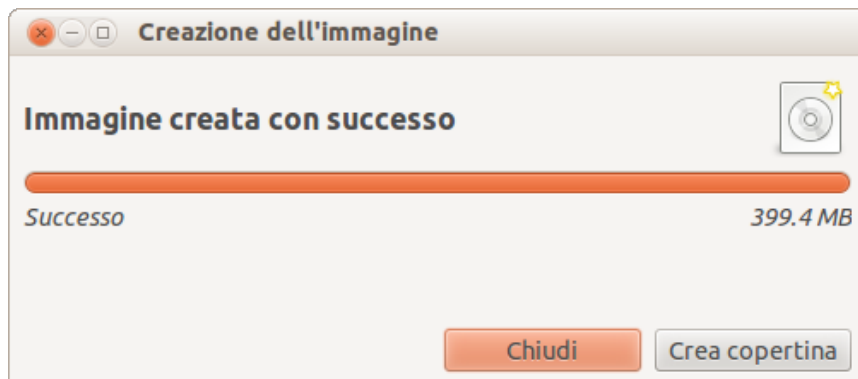 Creazione dell'immagine
Immagine creata con successo
Successo 399.4 MB
Chiudi Crea copertina